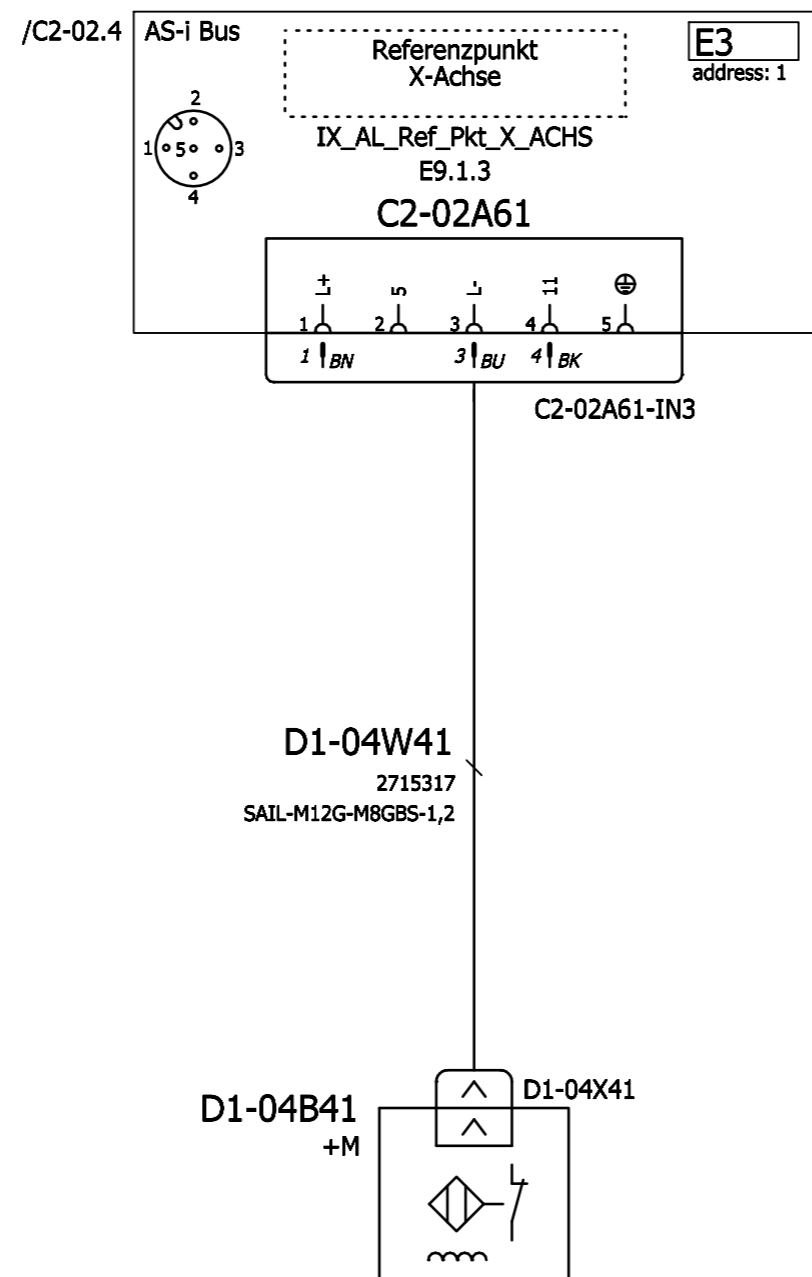 /C2-02.4
AS-i Bus
Referenzpunkt
X-Achse
E3
address: 1
2
1
5
3
4
IX_AL_Ref_Pkt_X_ACHS
E9.1.3
C2-02A61
L+
5
L-
11
1
2
3
4
5
1 BN
3 BU
4 BK
C2-02A61-IN3
D1-04W41
2715317
SAIL-M12G-M8GBS-1,2
D1-04X41
D1-04B41
+M